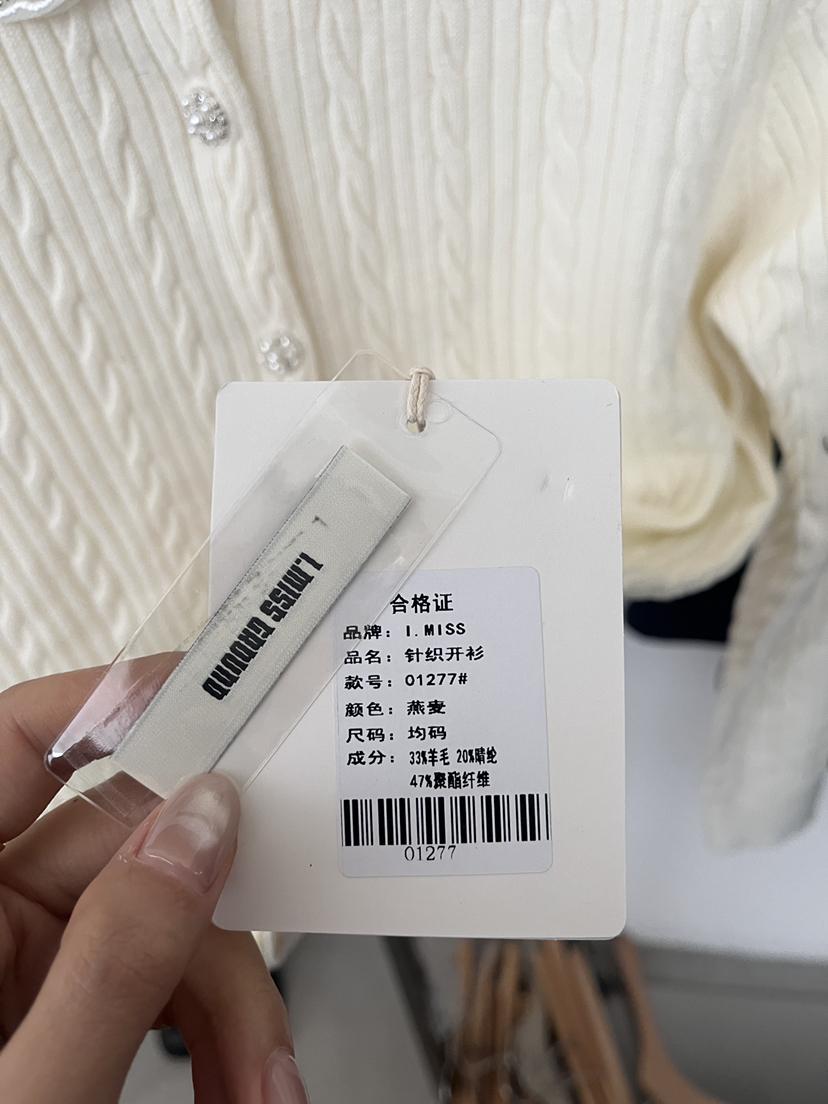 I.MISS GROUND
合格证
品牌：I.MISS
品名：针织开衫
款号：01277#
颜色：燕麦
尺码：均码
成分：33%羊毛 20%腈纶
47%聚酯纤维
01277